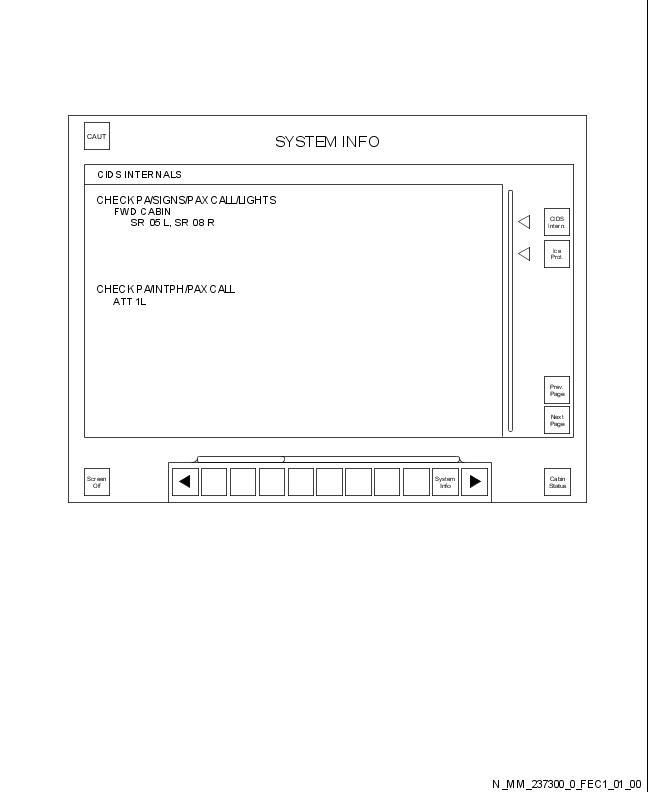 CAUT
SYSTEM INFO
CIDS INTERNALS
CHECK PA/SIGNS/PAX CALL/LIGHTS
FWD CABIN
SR 05 L, SR 08 R
CIDS
intern.
Ice
Prot.
CHECK PA/INTPH/PAX CALL
ATT 1L
Prev.
Page
Next
Page
Screen
Off
System
Info
Cabin
Status
N_MM_237300_0_FEC1_01_00